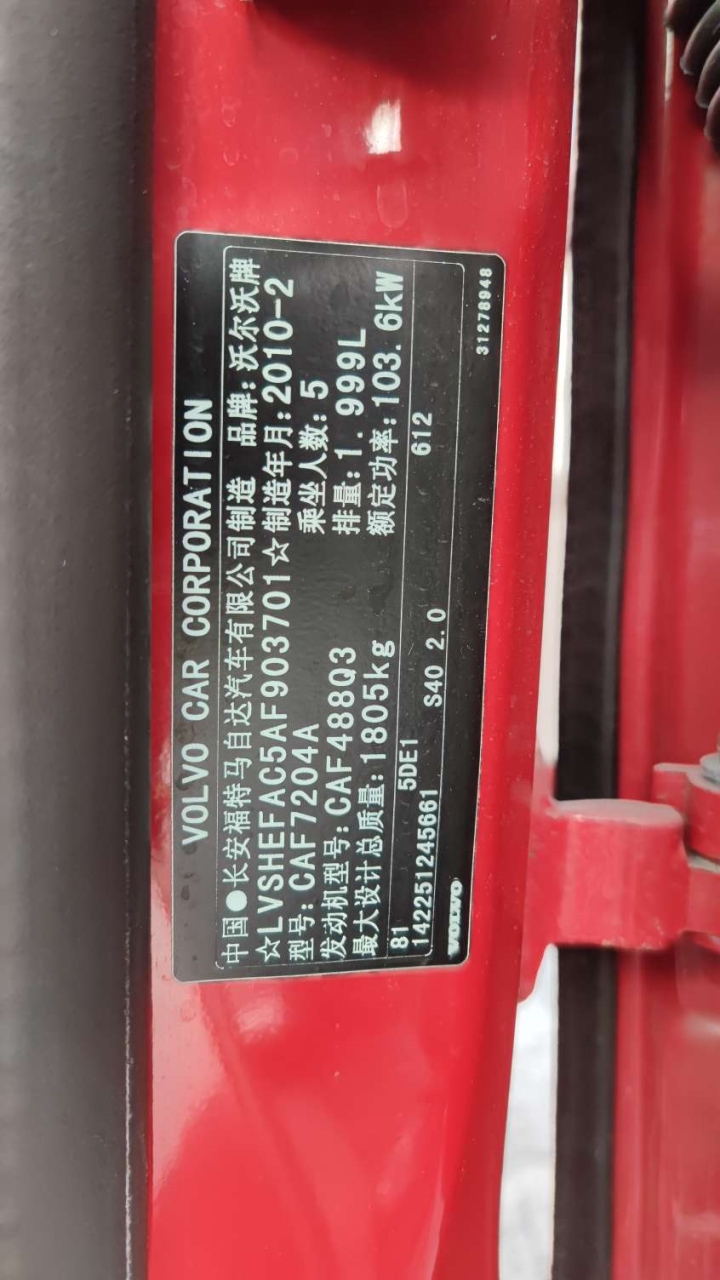 VOLVO CAR CORPORATION
中国●长安福特马自达汽车有限公司制造 品牌:沃尔沃牌
☆LVSHEFAC5AF903701☆制造年月:2010-2
型号:CAF7204A 乘坐人数:5
发动机型号:CAF488Q3 排量:1.999L
最大设计总质量:1805kg 额定功率:103.6kW
81 5DE1 612
142251245661 S40 2.0
VOLVO 31278948